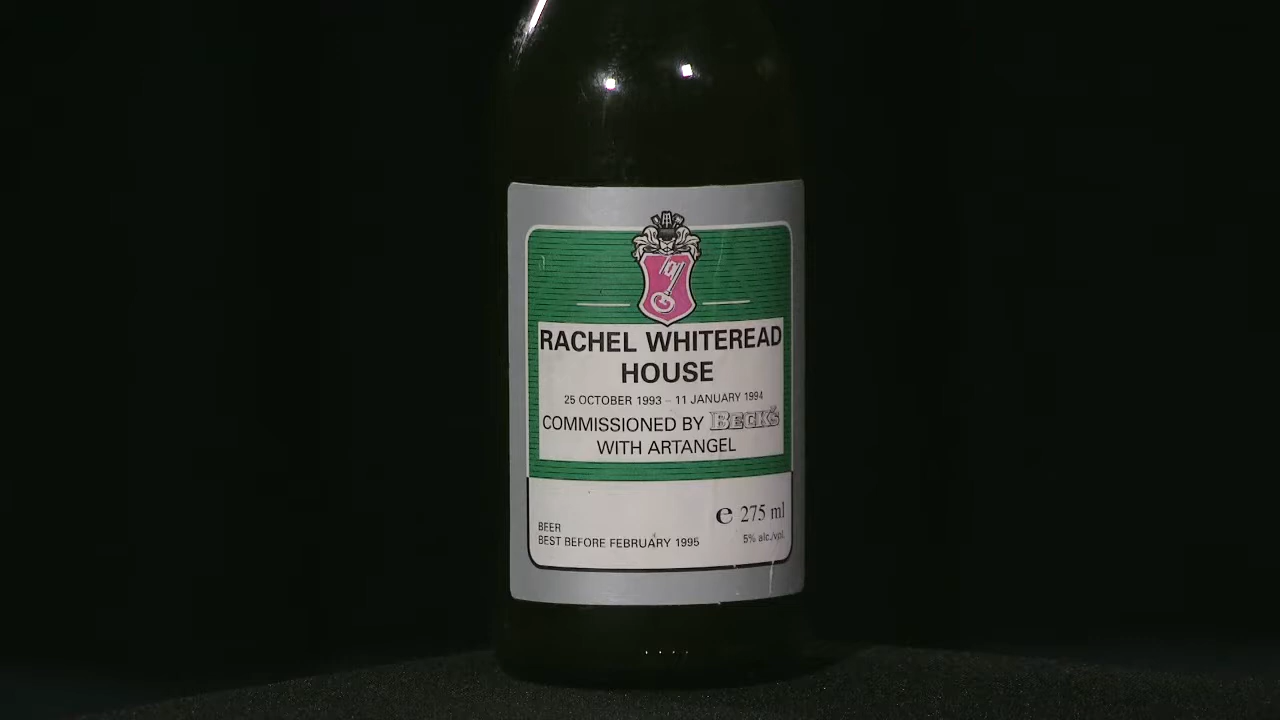 RACHEL WHITEREAD
HOUSE
25 OCTOBER 1993 - 11 JANUARY 1994
COMMISSIONED BY BECK'S
WITH ARTANGEL
e 275 ml
BEER
BEST BEFORE FEBRUARY 1995
5% alc./vol.